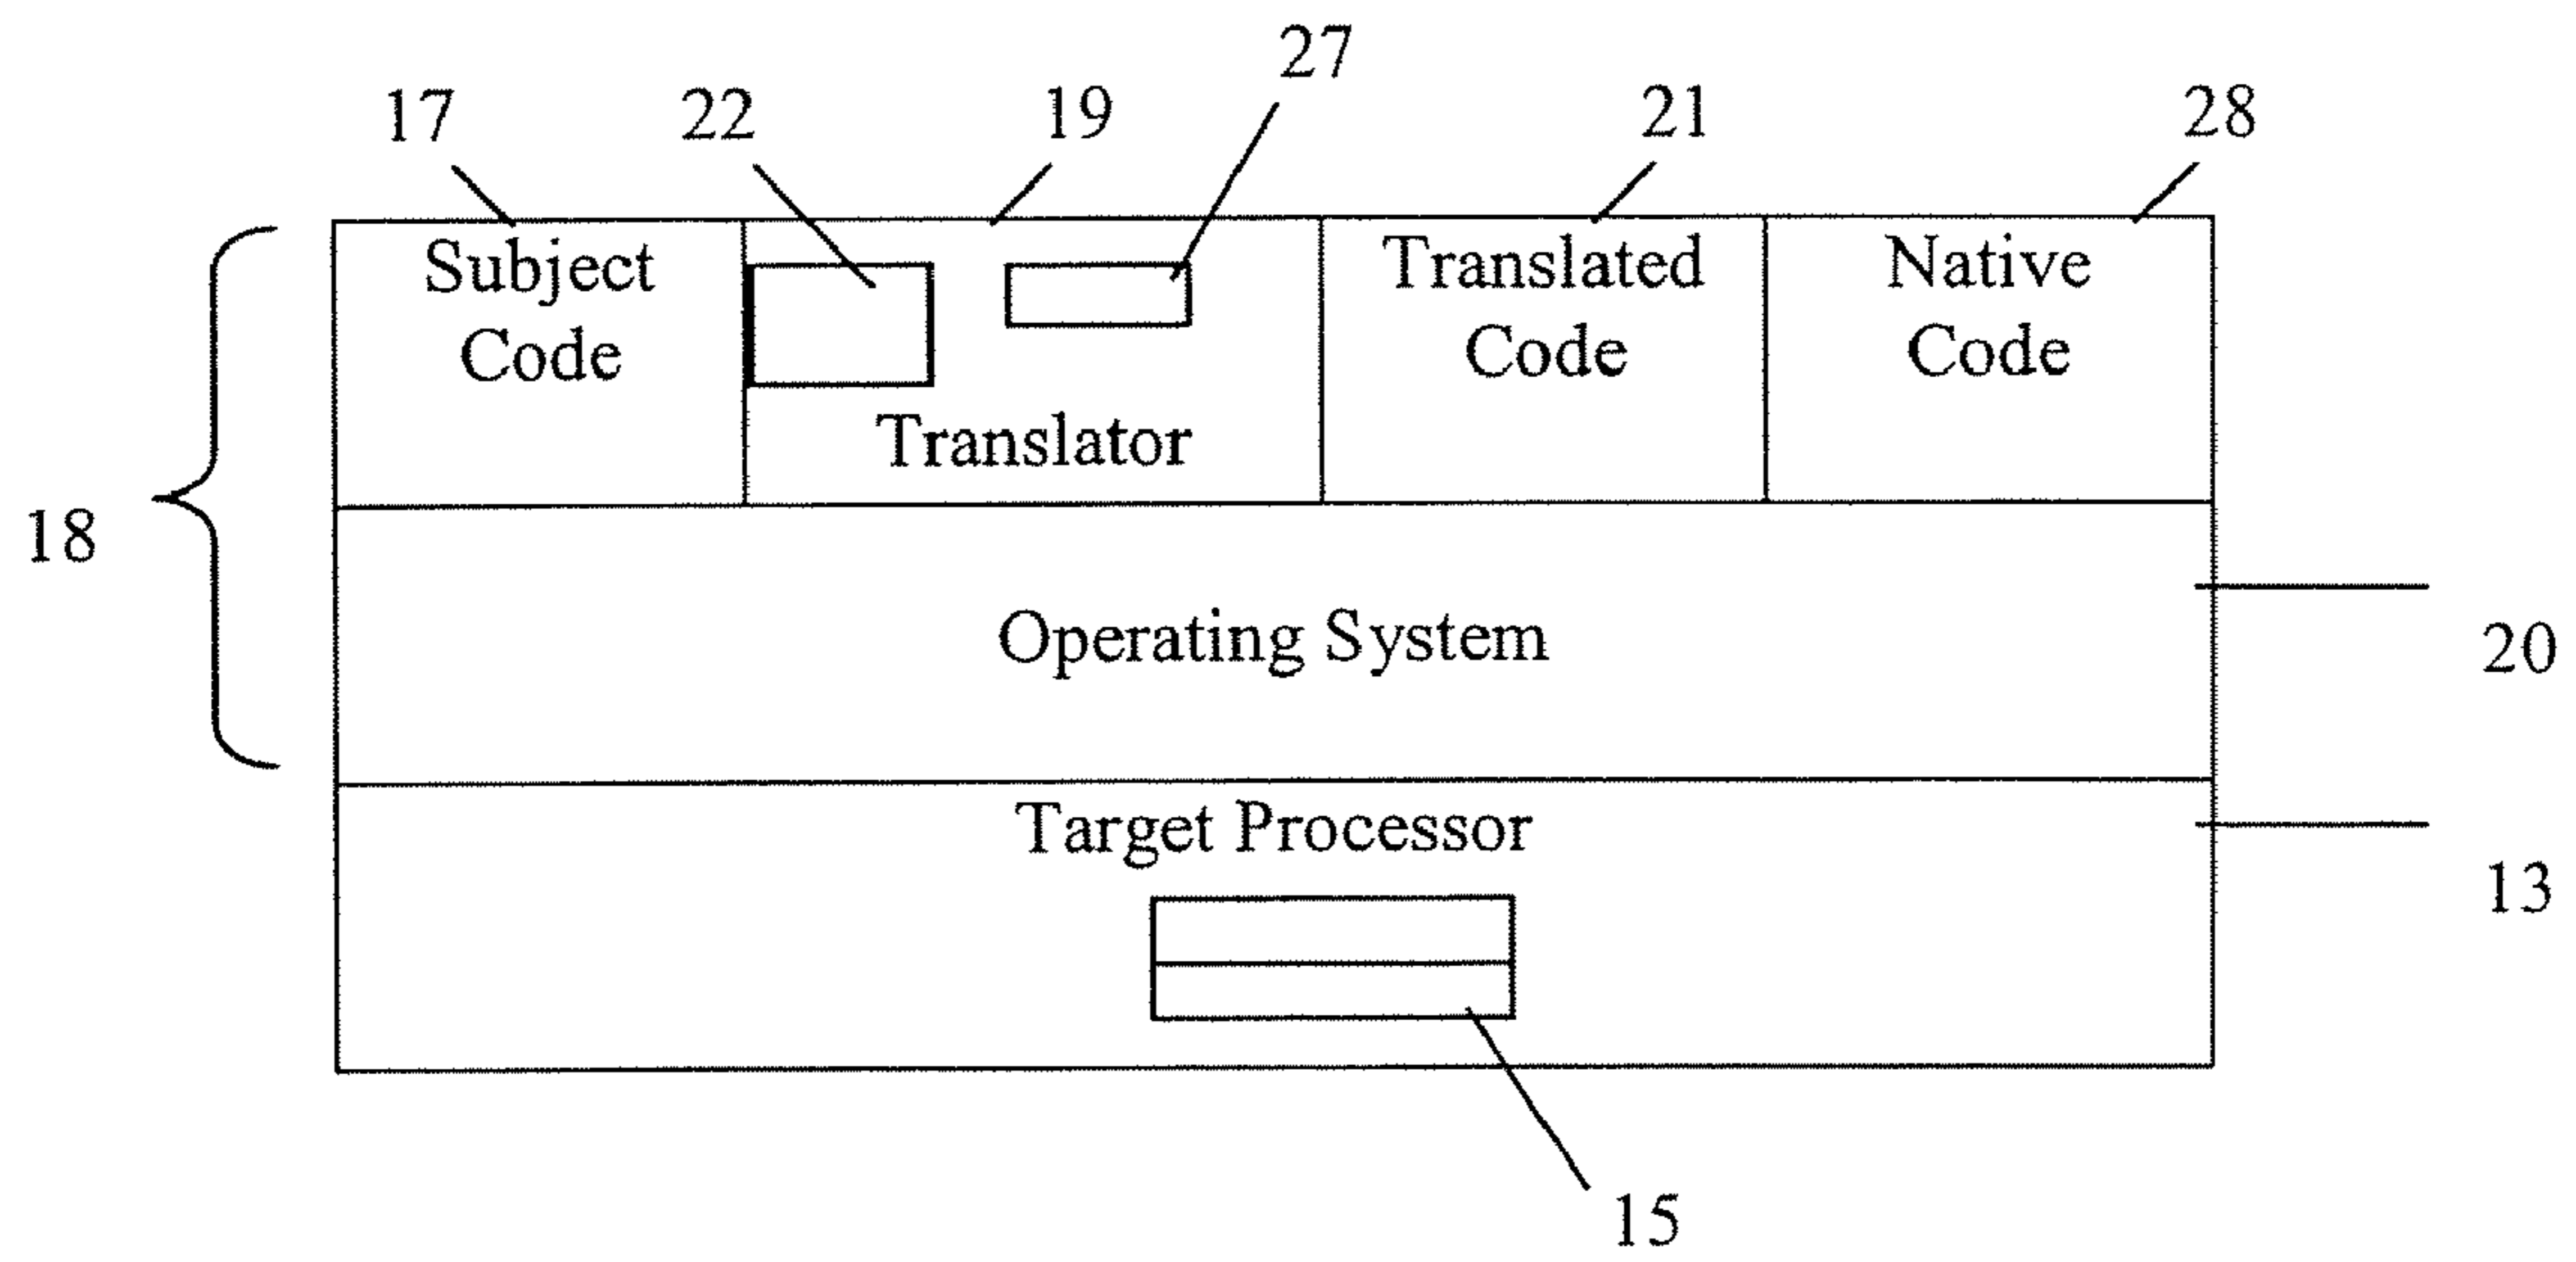 27
17 22 19 21 28
Subject Translated Native
Code Code Code
Translator
18
Operating System
20
Target Processor
13
15